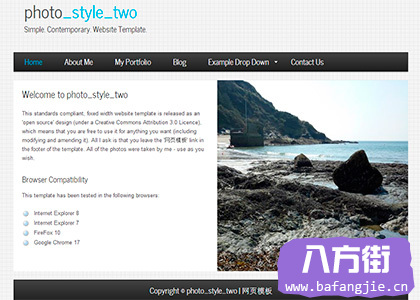 photo_style_two
Simple. Contemporary. Website Template.
Home About Me My Portfolio Blog Example Drop Down Contact Us
Welcome to photo_style_two
This standards compliant, fixed width website template is released as an
'open source' design (under a Creative Commons Attribution 3.0 Licence),
which means that you are free to use it for anything you want (including
modifying and amending it). All I ask is that you leave the '网页模板' link in
the footer of the template. All of the photos were taken by me - use as you
wish.
Browser Compatibility
This template has been tested in the following browsers:
Internet Explorer 8
Internet Explorer 7
FireFox 10
Google Chrome 17
八方街
www.bafangjie.cn
Copyright © photo_style_two | 网页模板